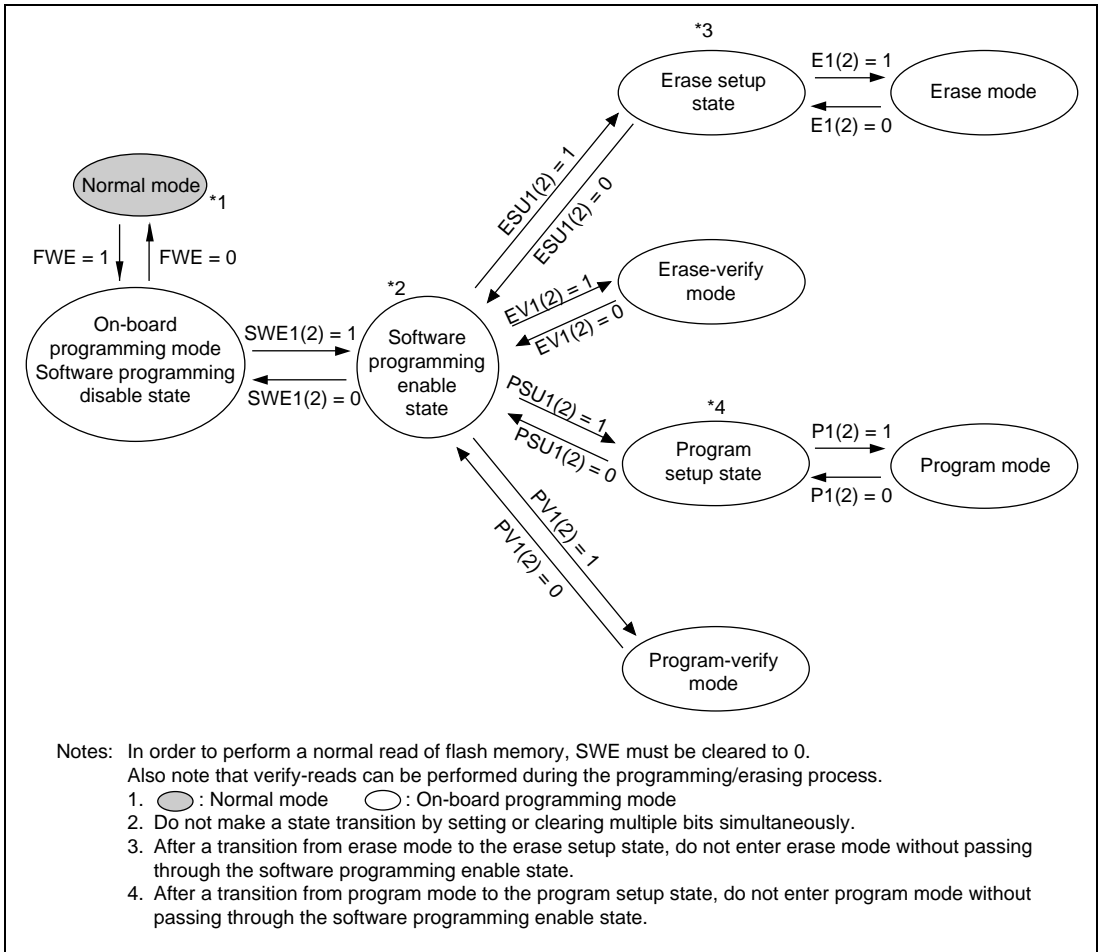 *3
Erase setup
state
E1(2) = 1
E1(2) = 0
Erase mode
Normal mode
*1
FWE = 1
FWE = 0
ESU1(2) = 1
ESU1(2) = 0
Erase-verify
mode
*2
EV1(2) = 1
EV1(2) = 0
On-board
programming mode
Software programming
disable state
SWE1(2) = 1
SWE1(2) = 0
Software
programming
enable
state
PSU1(2) = 1
PSU1(2) = 0
*4
Program
setup state
P1(2) = 1
P1(2) = 0
Program mode
PV1(2) = 1
PV1(2) = 0
Program-verify
mode
Notes: In order to perform a normal read of flash memory, SWE must be cleared to 0.
Also note that verify-reads can be performed during the programming/erasing process.
1. : Normal mode : On-board programming mode
2. Do not make a state transition by setting or clearing multiple bits simultaneously.
3. After a transition from erase mode to the erase setup state, do not enter erase mode without passing
through the software programming enable state.
4. After a transition from program mode to the program setup state, do not enter program mode without
passing through the software programming enable state.